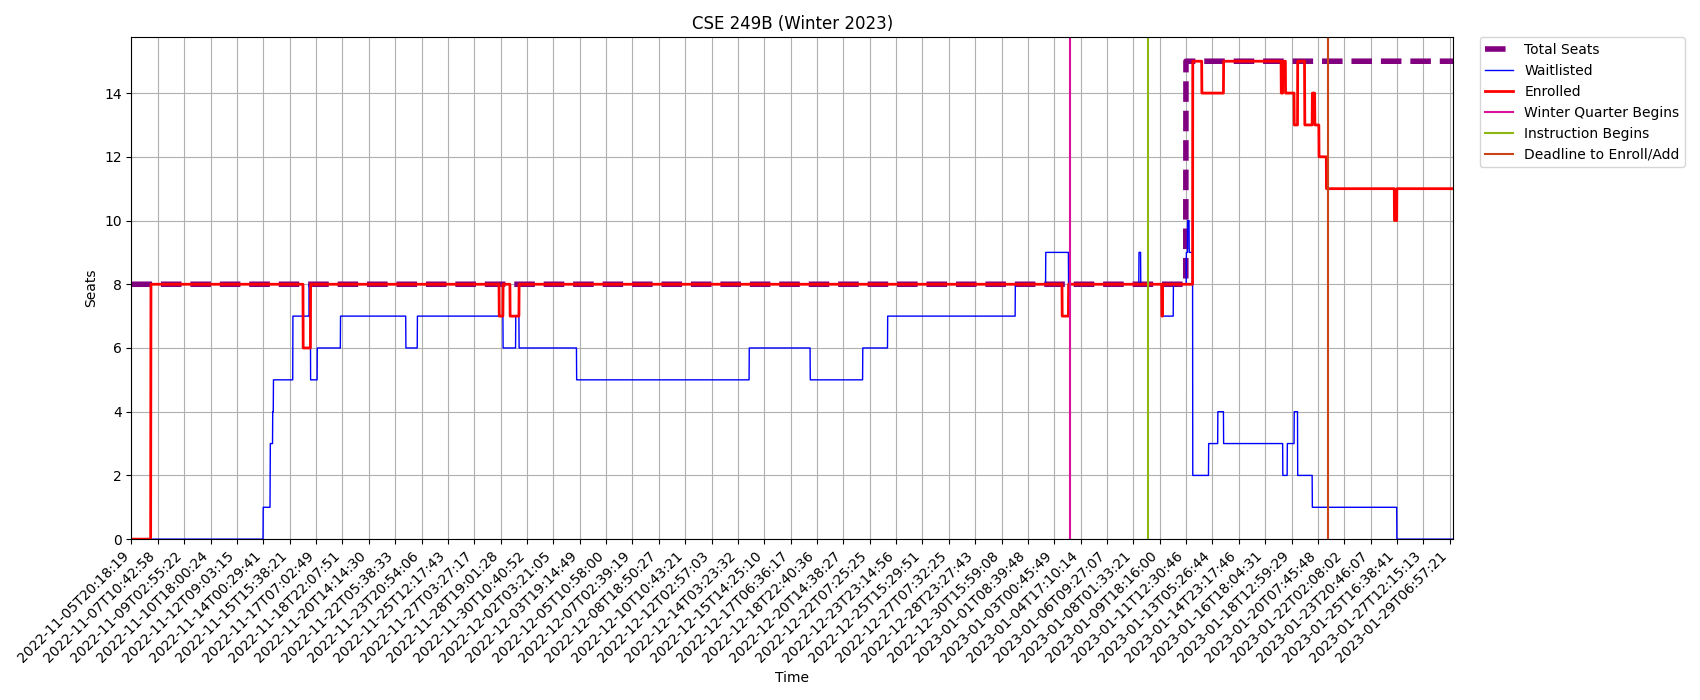 CSE 249B (Winter 2023)
Total Seats
Waitlisted
Enrolled
Winter Quarter Begins
Instruction Begins
Deadline to Enroll/Add
Seats
14
12
10
8
6
4
2
0
2022-11-05T20:18:19
2022-11-07T10:42:58
2022-11-09T02:55:22
2022-11-10T18:00:24
2022-11-12T09:03:15
2022-11-14T00:29:41
2022-11-15T15:38:21
2022-11-17T07:02:49
2022-11-18T22:07:51
2022-11-20T14:14:30
2022-11-22T05:38:33
2022-11-23T20:54:06
2022-11-25T12:17:43
2022-11-27T03:27:17
2022-11-28T19:01:28
2022-11-30T10:40:52
2022-12-02T03:21:05
2022-12-03T19:14:49
2022-12-05T10:58:00
2022-12-07T02:39:19
2022-12-08T18:50:27
2022-12-10T10:43:21
2022-12-12T02:57:03
2022-12-14T03:23:32
2022-12-15T14:25:10
2022-12-17T06:36:17
2022-12-18T22:40:36
2022-12-20T14:38:27
2022-12-22T07:25:25
2022-12-23T23:14:56
2022-12-25T15:29:51
2022-12-27T07:32:25
2022-12-28T23:27:43
2022-12-30T15:59:08
2023-01-01T08:39:48
2023-01-03T00:45:49
2023-01-04T17:10:14
2023-01-06T09:27:07
2023-01-08T01:33:21
2023-01-09T18:16:00
2023-01-11T12:30:46
2023-01-13T05:26:44
2023-01-14T23:17:46
2023-01-16T18:04:31
2023-01-18T12:59:29
2023-01-20T07:45:48
2023-01-22T02:08:02
2023-01-23T20:46:07
2023-01-25T16:38:41
2023-01-27T12:15:13
2023-01-29T06:57:21
Time